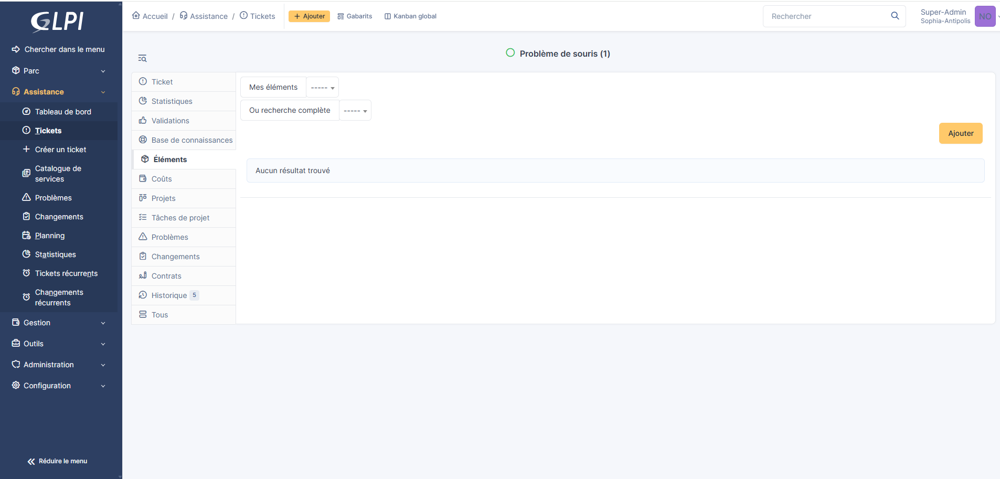 GLPI
Chercher dans le menu
Parc
Assistance
Tableau de bord
Tickets
Créer un ticket
Catalogue de
services
Problèmes
Changements
Planning
Statistiques
Tickets récurrents
Changements
récurrents
Gestion
Outils
Administration
Configuration
Réduire le menu
Accueil / Assistance / Tickets
+ Ajouter
Gabarits
Kanban global
Rechercher
Super-Admin
Sophia-Antipolis
NO
Problème de souris (1)
Ticket
Statistiques
Validations
Base de connaissances
Éléments
Coûts
Projets
Tâches de projet
Problèmes
Changements
Contrats
Historique 5
Tous
Mes éléments -----
Ou recherche complète -----
Ajouter
Aucun résultat trouvé